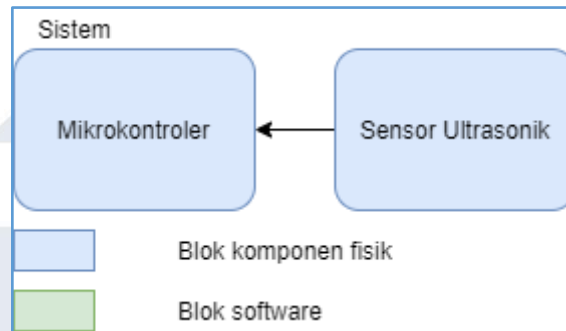 Sistem
Mikrokontroler
Sensor Ultrasonik
Blok komponen fisik
Blok software